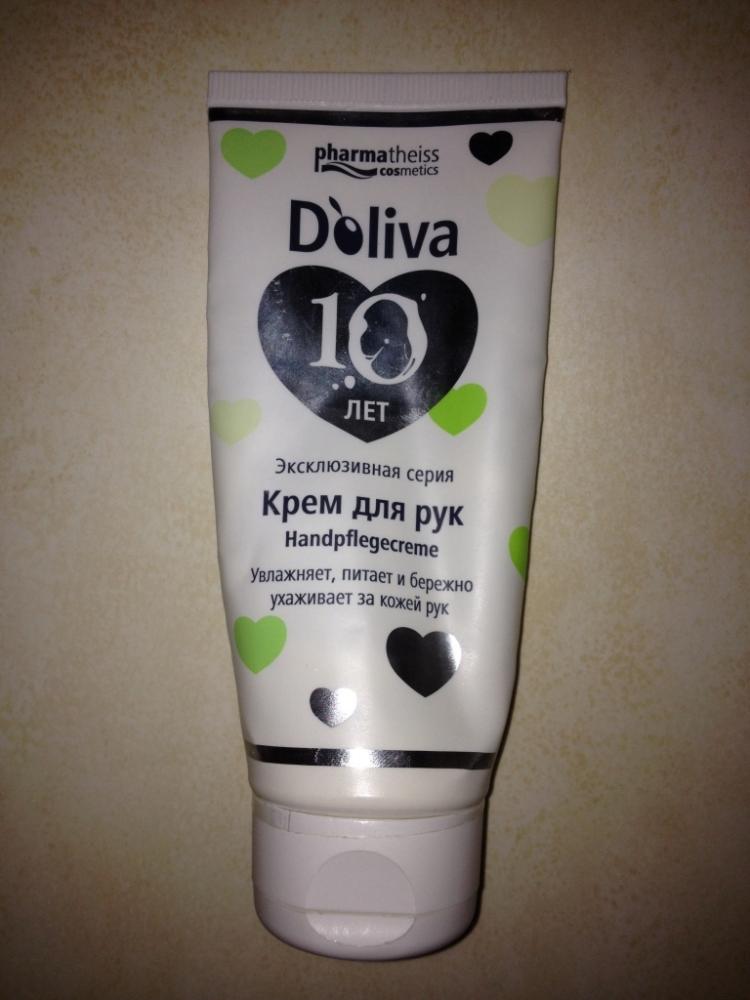 pharmatheiss
cosmetics
D'oliva
10
ЛЕТ
Эксклюзивная серия
Крем для рук
Handpflegecreme
Увлажняет, питает и бережно
ухаживает за кожей рук